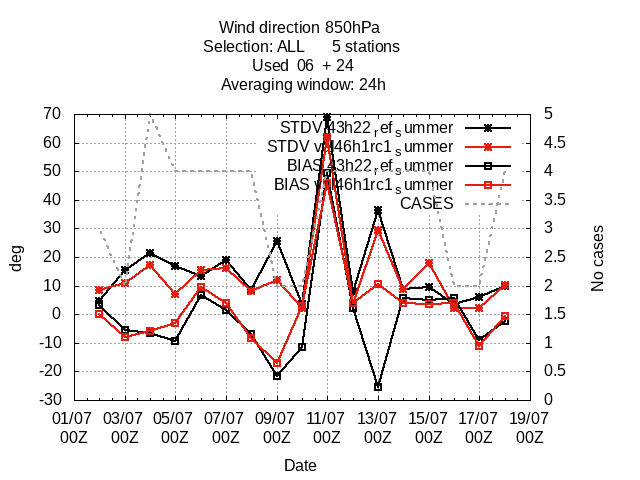 Wind direction 850hPa
Selection: ALL 5 stations
Used 06 + 24
Averaging window: 24h
STDV 43h22refsummer
STDV v.46h1rc1summer
BIAS 43h22refsummer
BIAS v.46h1rc1summer
CASES
70
60
50
40
30
20
10
0
-10
-20
-30
deg
5
4.5
4
3.5
3
2.5
2
1.5
1
0.5
0
No cases
01/07 03/07 05/07 07/07 09/07 11/07 13/07 15/07 17/07 19/07
00Z 00Z 00Z 00Z 00Z 00Z 00Z 00Z 00Z 00Z
Date